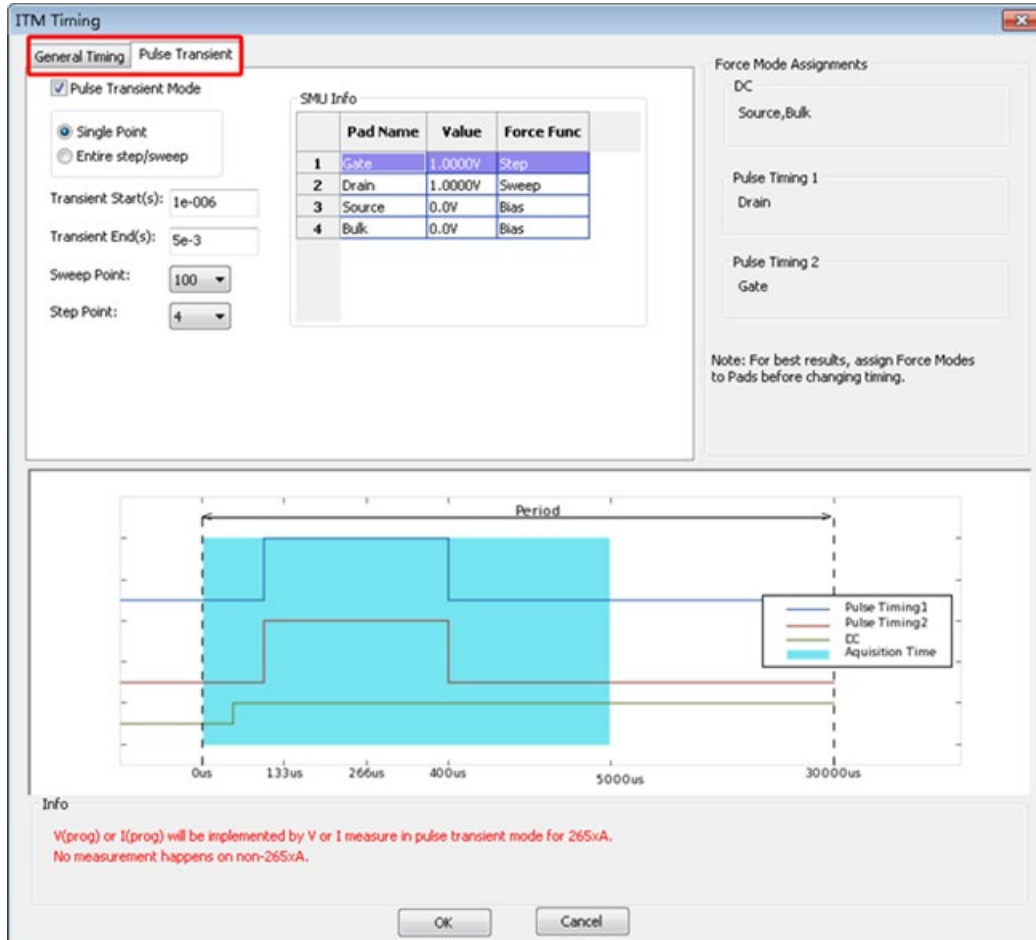 ITM Timing
General Timing
Pulse Transient
Pulse Transient Mode
Single Point
Entire step/sweep
Transient Start(s): 1e-006
Transient End(s): 5e-3
Sweep Point: 100
Step Point: 4
SMU Info
Pad Name Value Force Func
1 Gate 1.0000V Step
2 Drain 1.0000V Sweep
3 Source 0.0V Bias
4 Bulk 0.0V Bias
Force Mode Assignments
DC
Source,Bulk
Pulse Timing 1
Drain
Pulse Timing 2
Gate
Note: For best results, assign Force Modes
to Pads before changing timing.
Period
Pulse Timing1
Pulse Timing2
DC
Aquisition Time
0us 133us 266us 400us 5000us 30000us
Info
V(prog) or I(prog) will be implemented by V or I measure in pulse transient mode for 265xA.
No measurement happens on non-265xA.
OK
Cancel